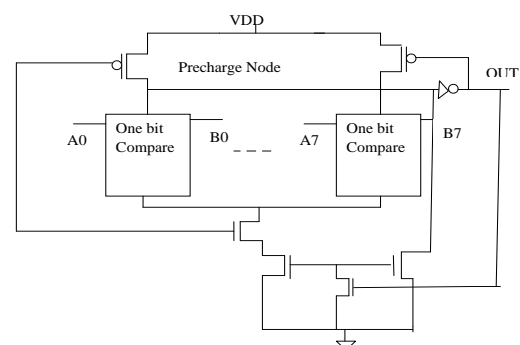 VDD
Precharge Node
OUT
A0
One bit
Compare
B0
A7
One bit
Compare
B7